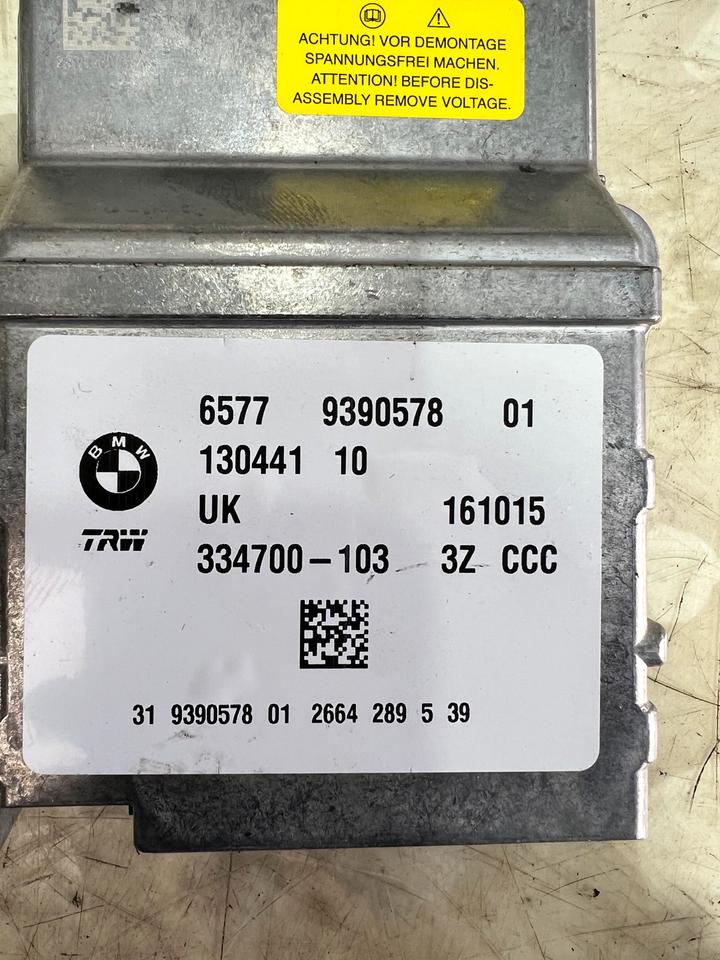 ACHTUNG! VOR DEMONTAGE
SPANNUNGSFREI MACHEN.
ATTENTION! BEFORE DIS-
ASSEMBLY REMOVE VOLTAGE.
6577 9390578 01
BMW
130441 10
UK 161015
TRW
334700-103 3Z CCC
31 9390578 01 2664 289 5 39